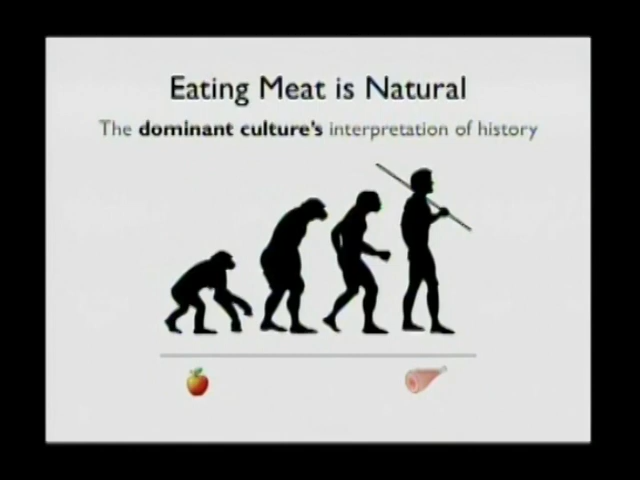 Eating Meat is Natural
The dominant culture's interpretation of history